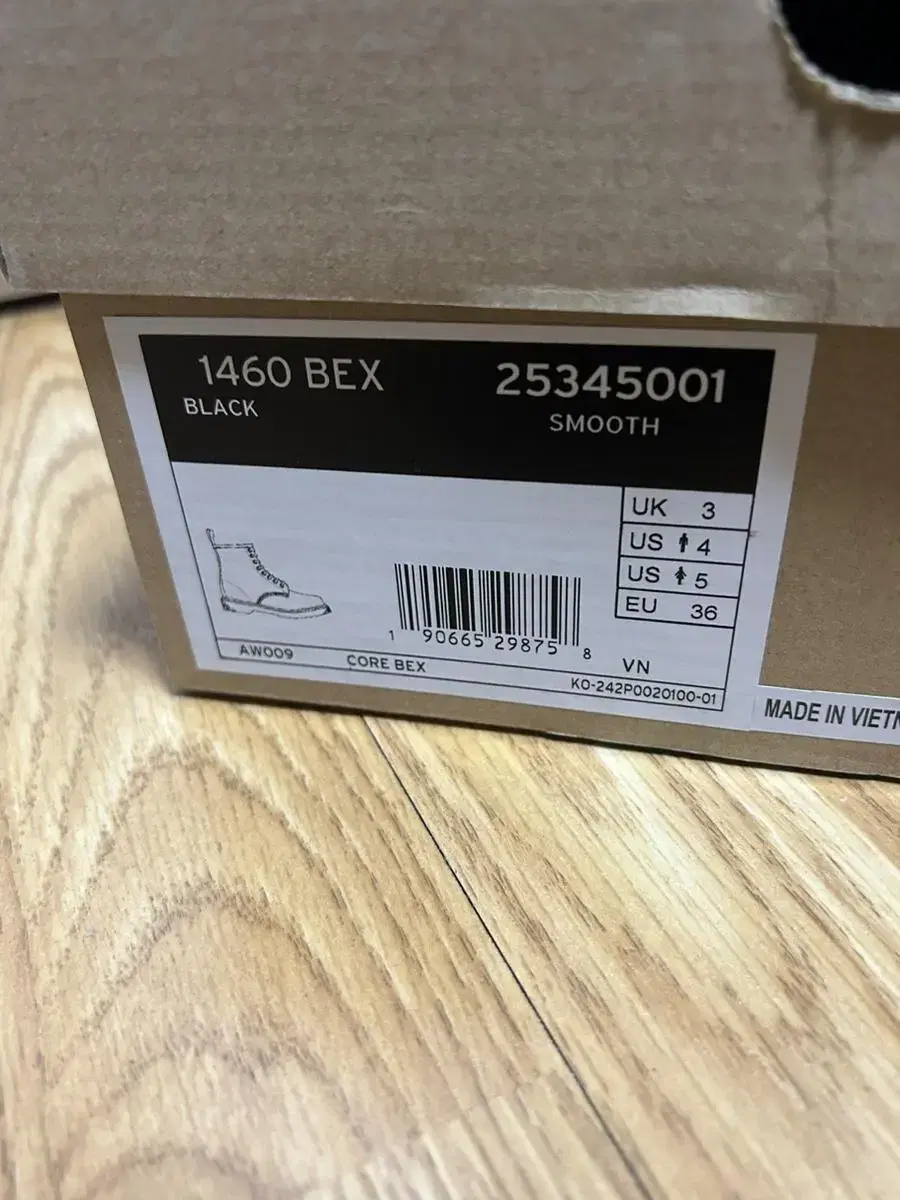 1460 BEX
BLACK
25345001
SMOOTH
UK 3
US 4
US 5
EU 36
1 90665 29875 8
VN
AW009
CORE BEX
KO-242P0020100-01
MADE IN VIETN